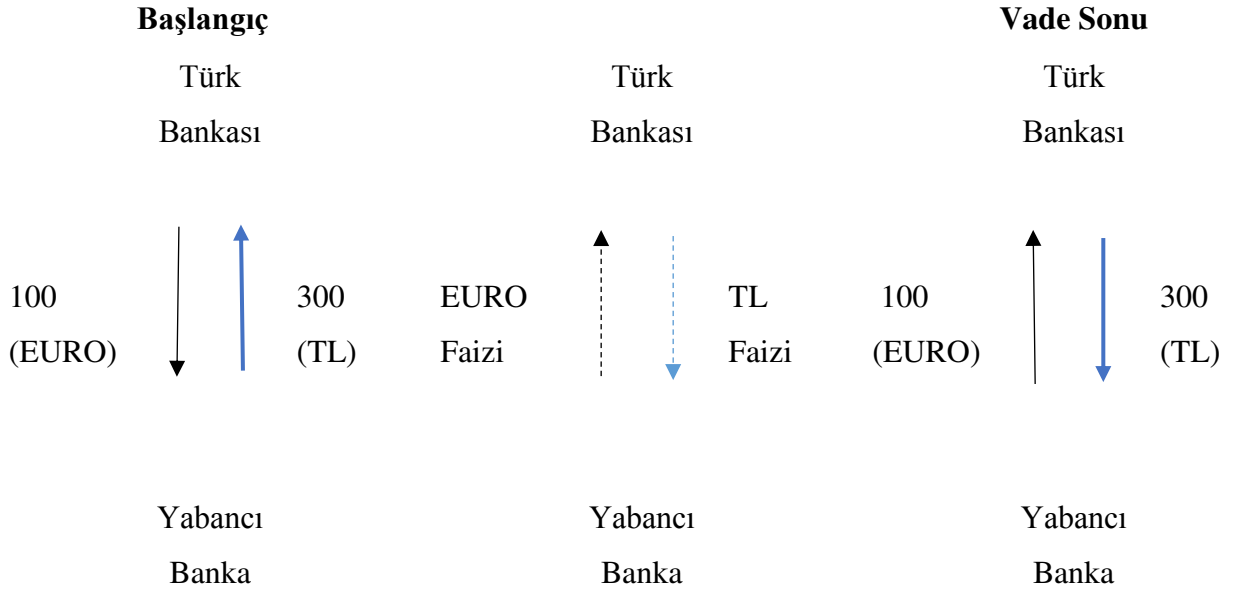 Başlangıç
Vade Sonu
Türk
Bankası
Türk
Bankası
Türk
Bankası
100
(EURO)
300
(TL)
EURO
Faizi
TL
Faizi
100
(EURO)
300
(TL)
Yabancı
Banka
Yabancı
Banka
Yabancı
Banka